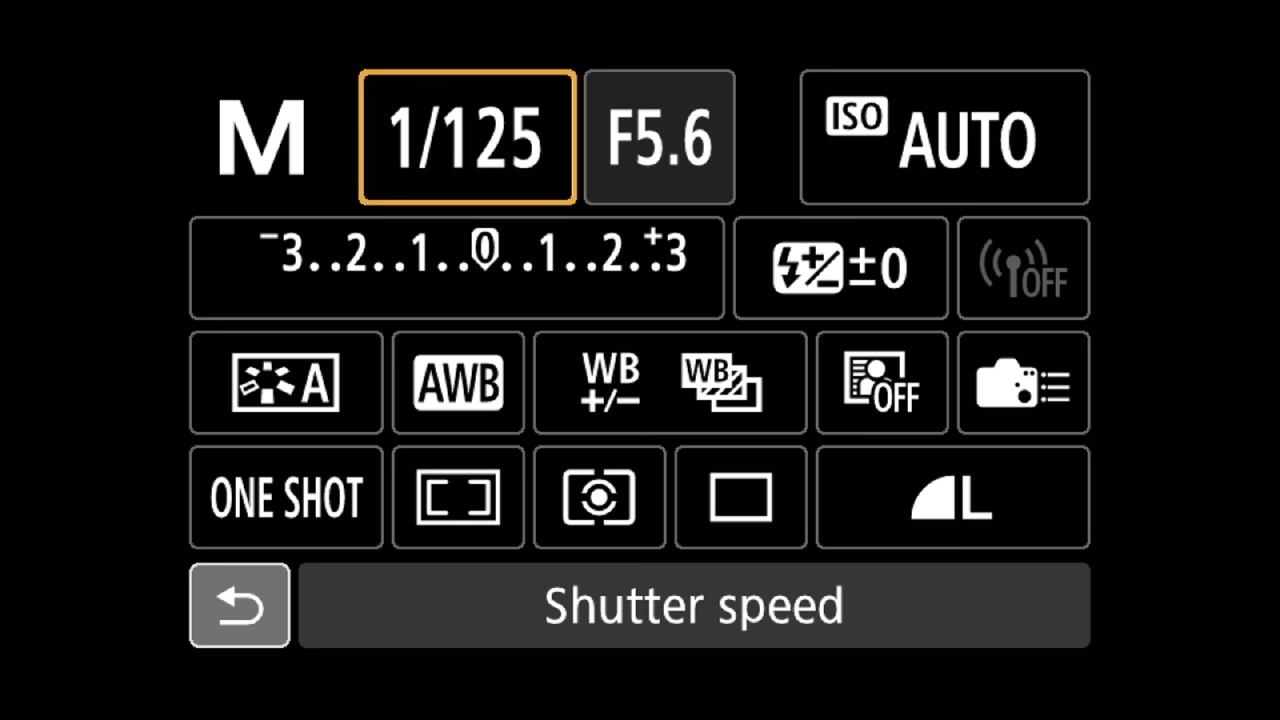 M 1/125 F5.6 ISO AUTO
-3..2..1..0..1..2..+3 ±0 OFF
A AWB WB +/- WB OFF
ONE SHOT L
Shutter speed